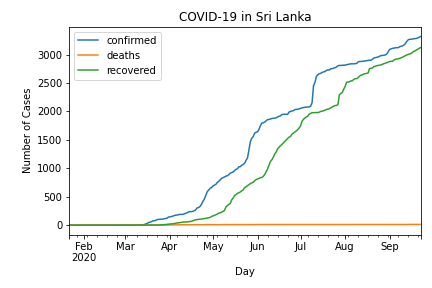 COVID-19 in Sri Lanka
confirmed
deaths
recovered
Number of Cases
3000
2500
2000
1500
1000
500
0
Feb Mar Apr May Jun Jul Aug Sep
2020
Day